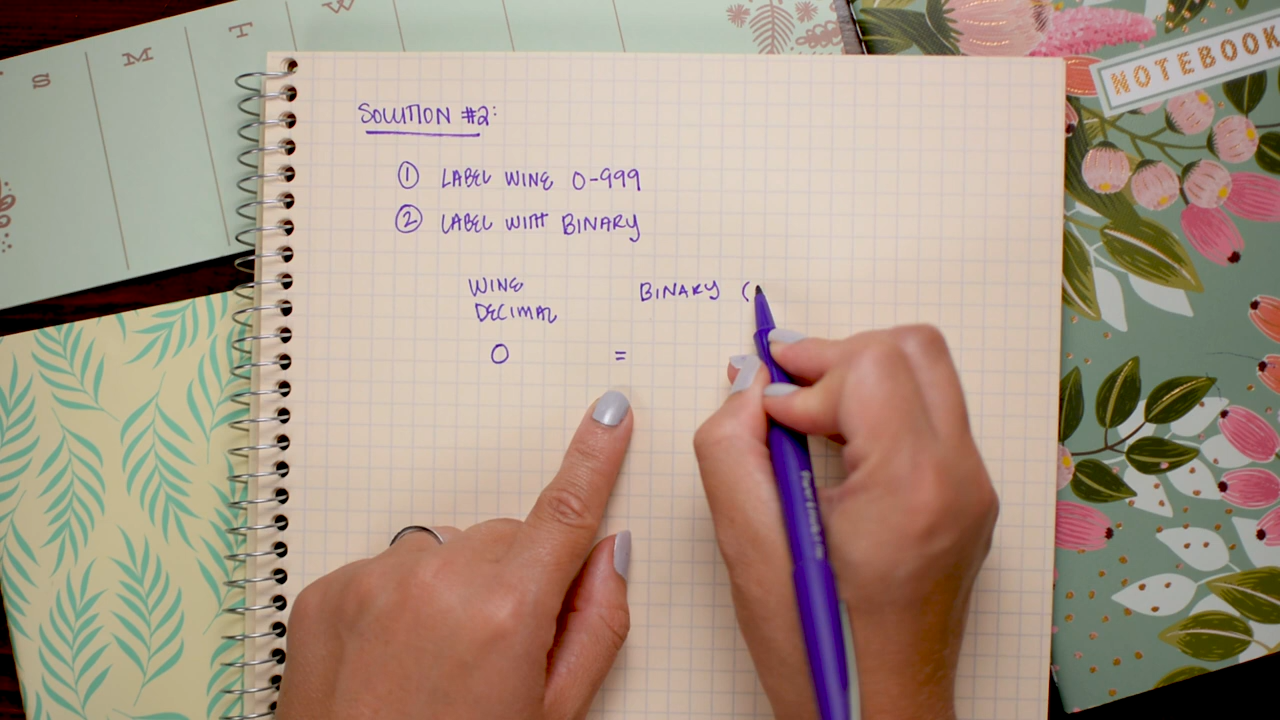 S M T W
NOTEBOOK
SOLUTION #2:
① LABEL WINE 0-999
② LABEL WITH BINARY
WINE BINARY (
DECIMAL
0 =